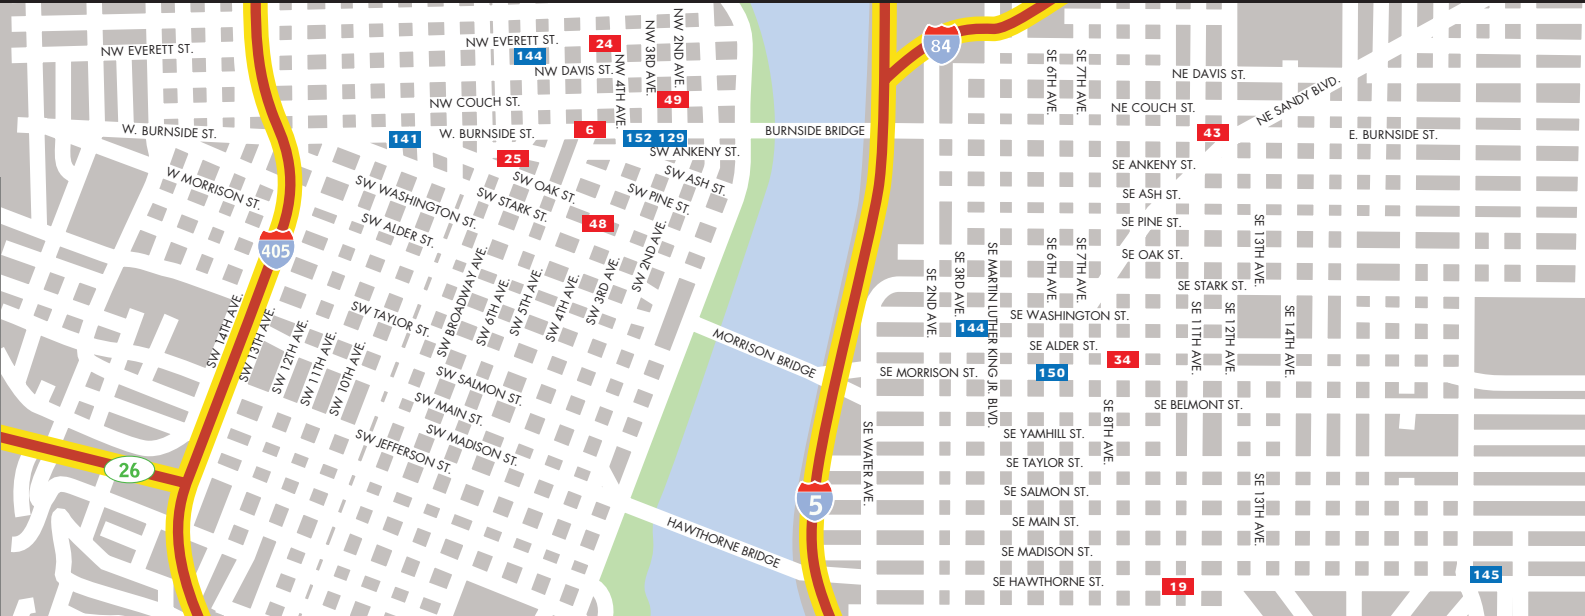 NW EVERETT ST.
NW EVERETT ST.
144
24
NW DAVIS ST.
NW 4TH AVE.
NW 3RD AVE.
NW 2ND AVE.
49
NW COUCH ST.
W. BURNSIDE ST.
141
W. BURNSIDE ST.
6
152 129
BURNSIDE BRIDGE
25
SW ANKENY ST.
SW ASH ST.
SW PINE ST.
SW OAK ST.
SW STARK ST.
48
W MORRISON ST.
SW WASHINGTON ST.
SW ALDER ST.
405
SW 14TH AVE.
SW 13TH AVE.
SW 12TH AVE.
SW 11TH AVE.
SW 10TH AVE.
SW TAYLOR ST.
SW BROADWAY AVE.
SW 6TH AVE.
SW 5TH AVE.
SW 4TH AVE.
SW 3RD AVE.
SW 2ND AVE.
SW SALMON ST.
SW MAIN ST.
SW MADISON ST.
SW JEFFERSON ST.
26
MORRISON BRIDGE
HAWTHORNE BRIDGE
5
84
SE 6TH AVE.
SE 7TH AVE.
NE DAVIS ST.
NE COUCH ST.
NE SANDY BLVD.
43
E. BURNSIDE ST.
SE ANKENY ST.
SE ASH ST.
SE PINE ST.
SE OAK ST.
SE STARK ST.
SE 13TH AVE.
SE 2ND AVE.
SE 3RD AVE.
SE MARTIN LUTHER KING JR. BLVD.
SE 6TH AVE.
SE 7TH AVE.
SE WASHINGTON ST.
144
SE ALDER ST.
34
SE 11TH AVE.
SE 12TH AVE.
SE 14TH AVE.
SE MORRISON ST.
150
SE BELMONT ST.
SE 8TH AVE.
SE WATER AVE.
SE YAMHILL ST.
SE TAYLOR ST.
SE SALMON ST.
SE 13TH AVE.
SE MAIN ST.
SE MADISON ST.
SE HAWTHORNE ST.
19
145